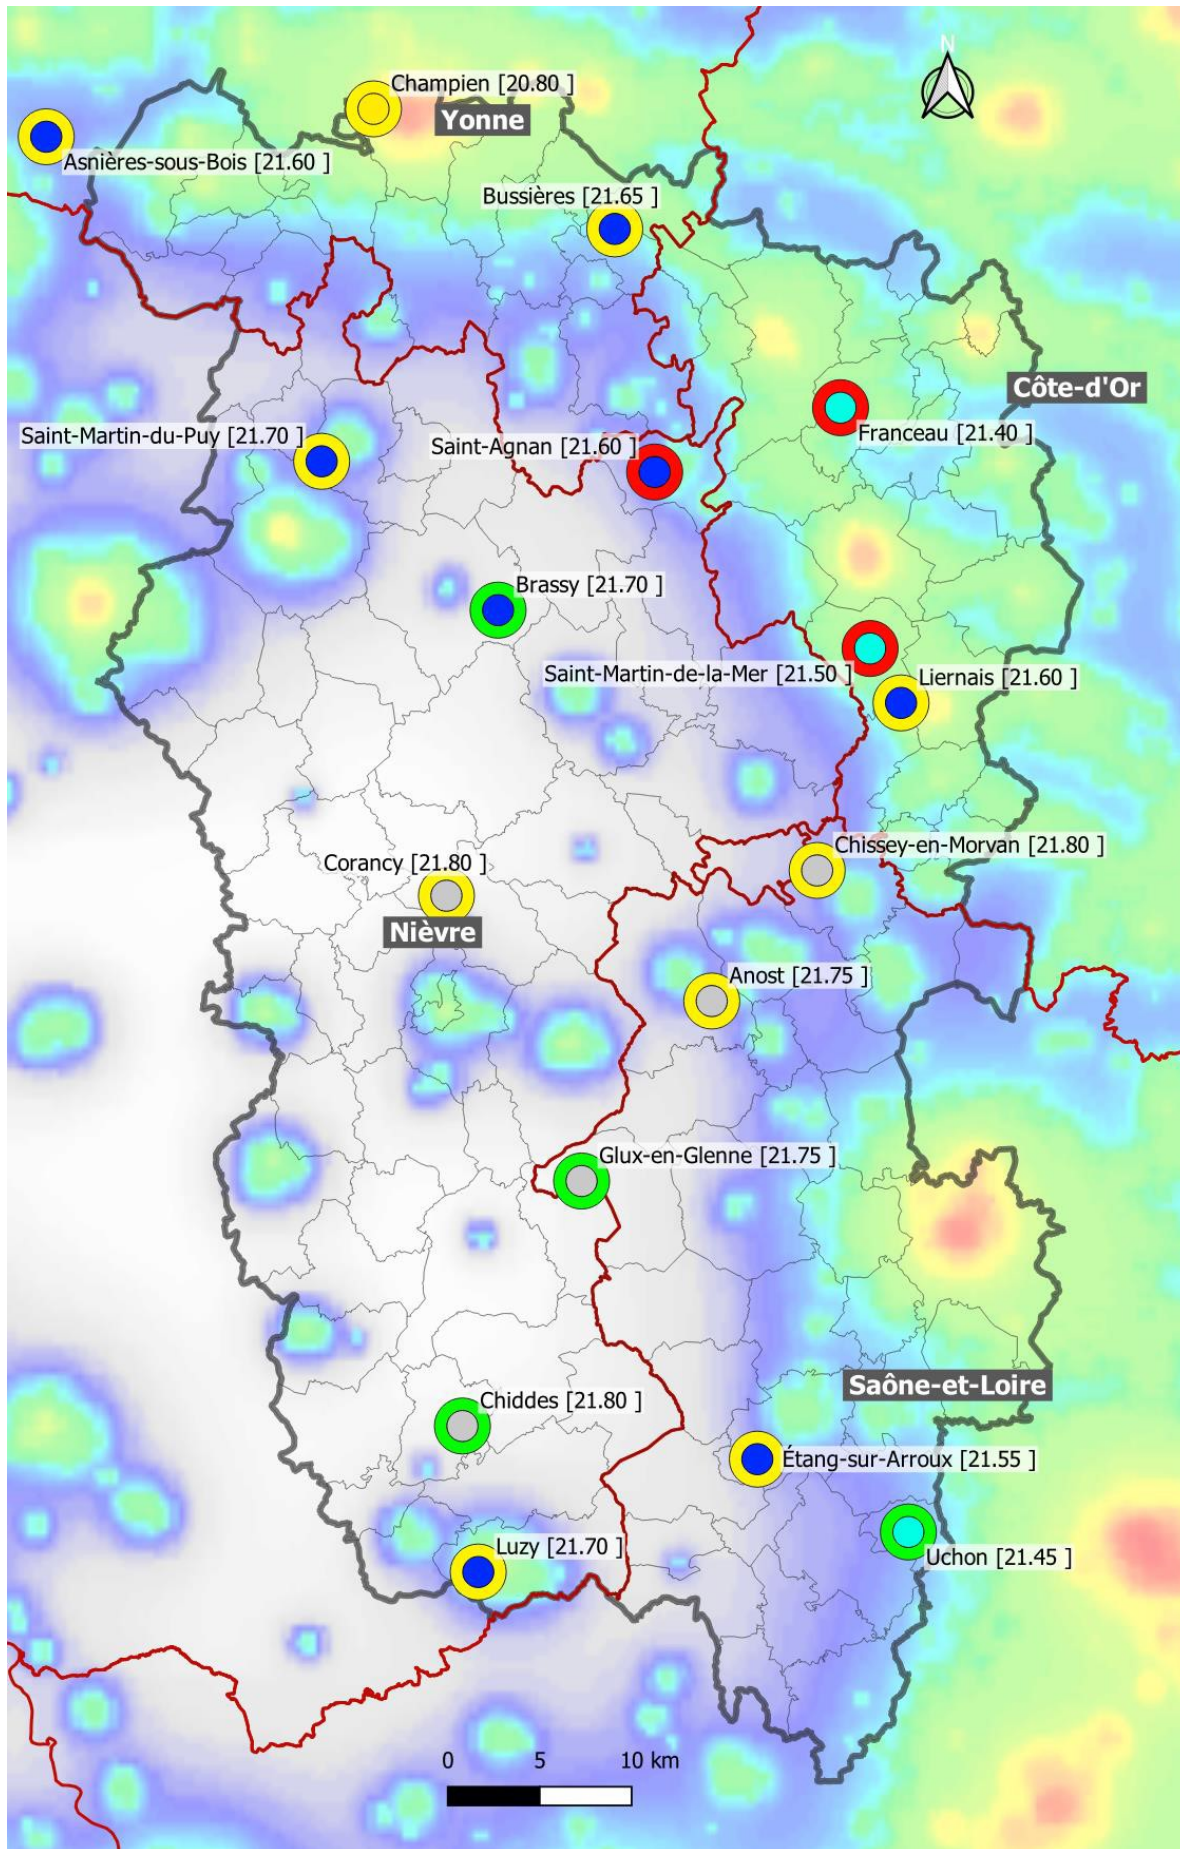 N
Champien [20.80 ]
Yonne
Asnières-sous-Bois [21.60 ]
Bussières [21.65 ]
Côte-d'Or
Franceau [21.40 ]
Saint-Martin-du-Puy [21.70 ]
Saint-Agnan [21.60 ]
Brassy [21.70 ]
Saint-Martin-de-la-Mer [21.50 ]
Liernais [21.60 ]
Chissey-en-Morvan [21.80 ]
Corancy [21.80 ]
Nièvre
Anost [21.75 ]
Glux-en-Glenne [21.75 ]
Saône-et-Loire
Chiddes [21.80 ]
Étang-sur-Arroux [21.55 ]
Luzy [21.70 ]
Uchon [21.45 ]
0 5 10 km